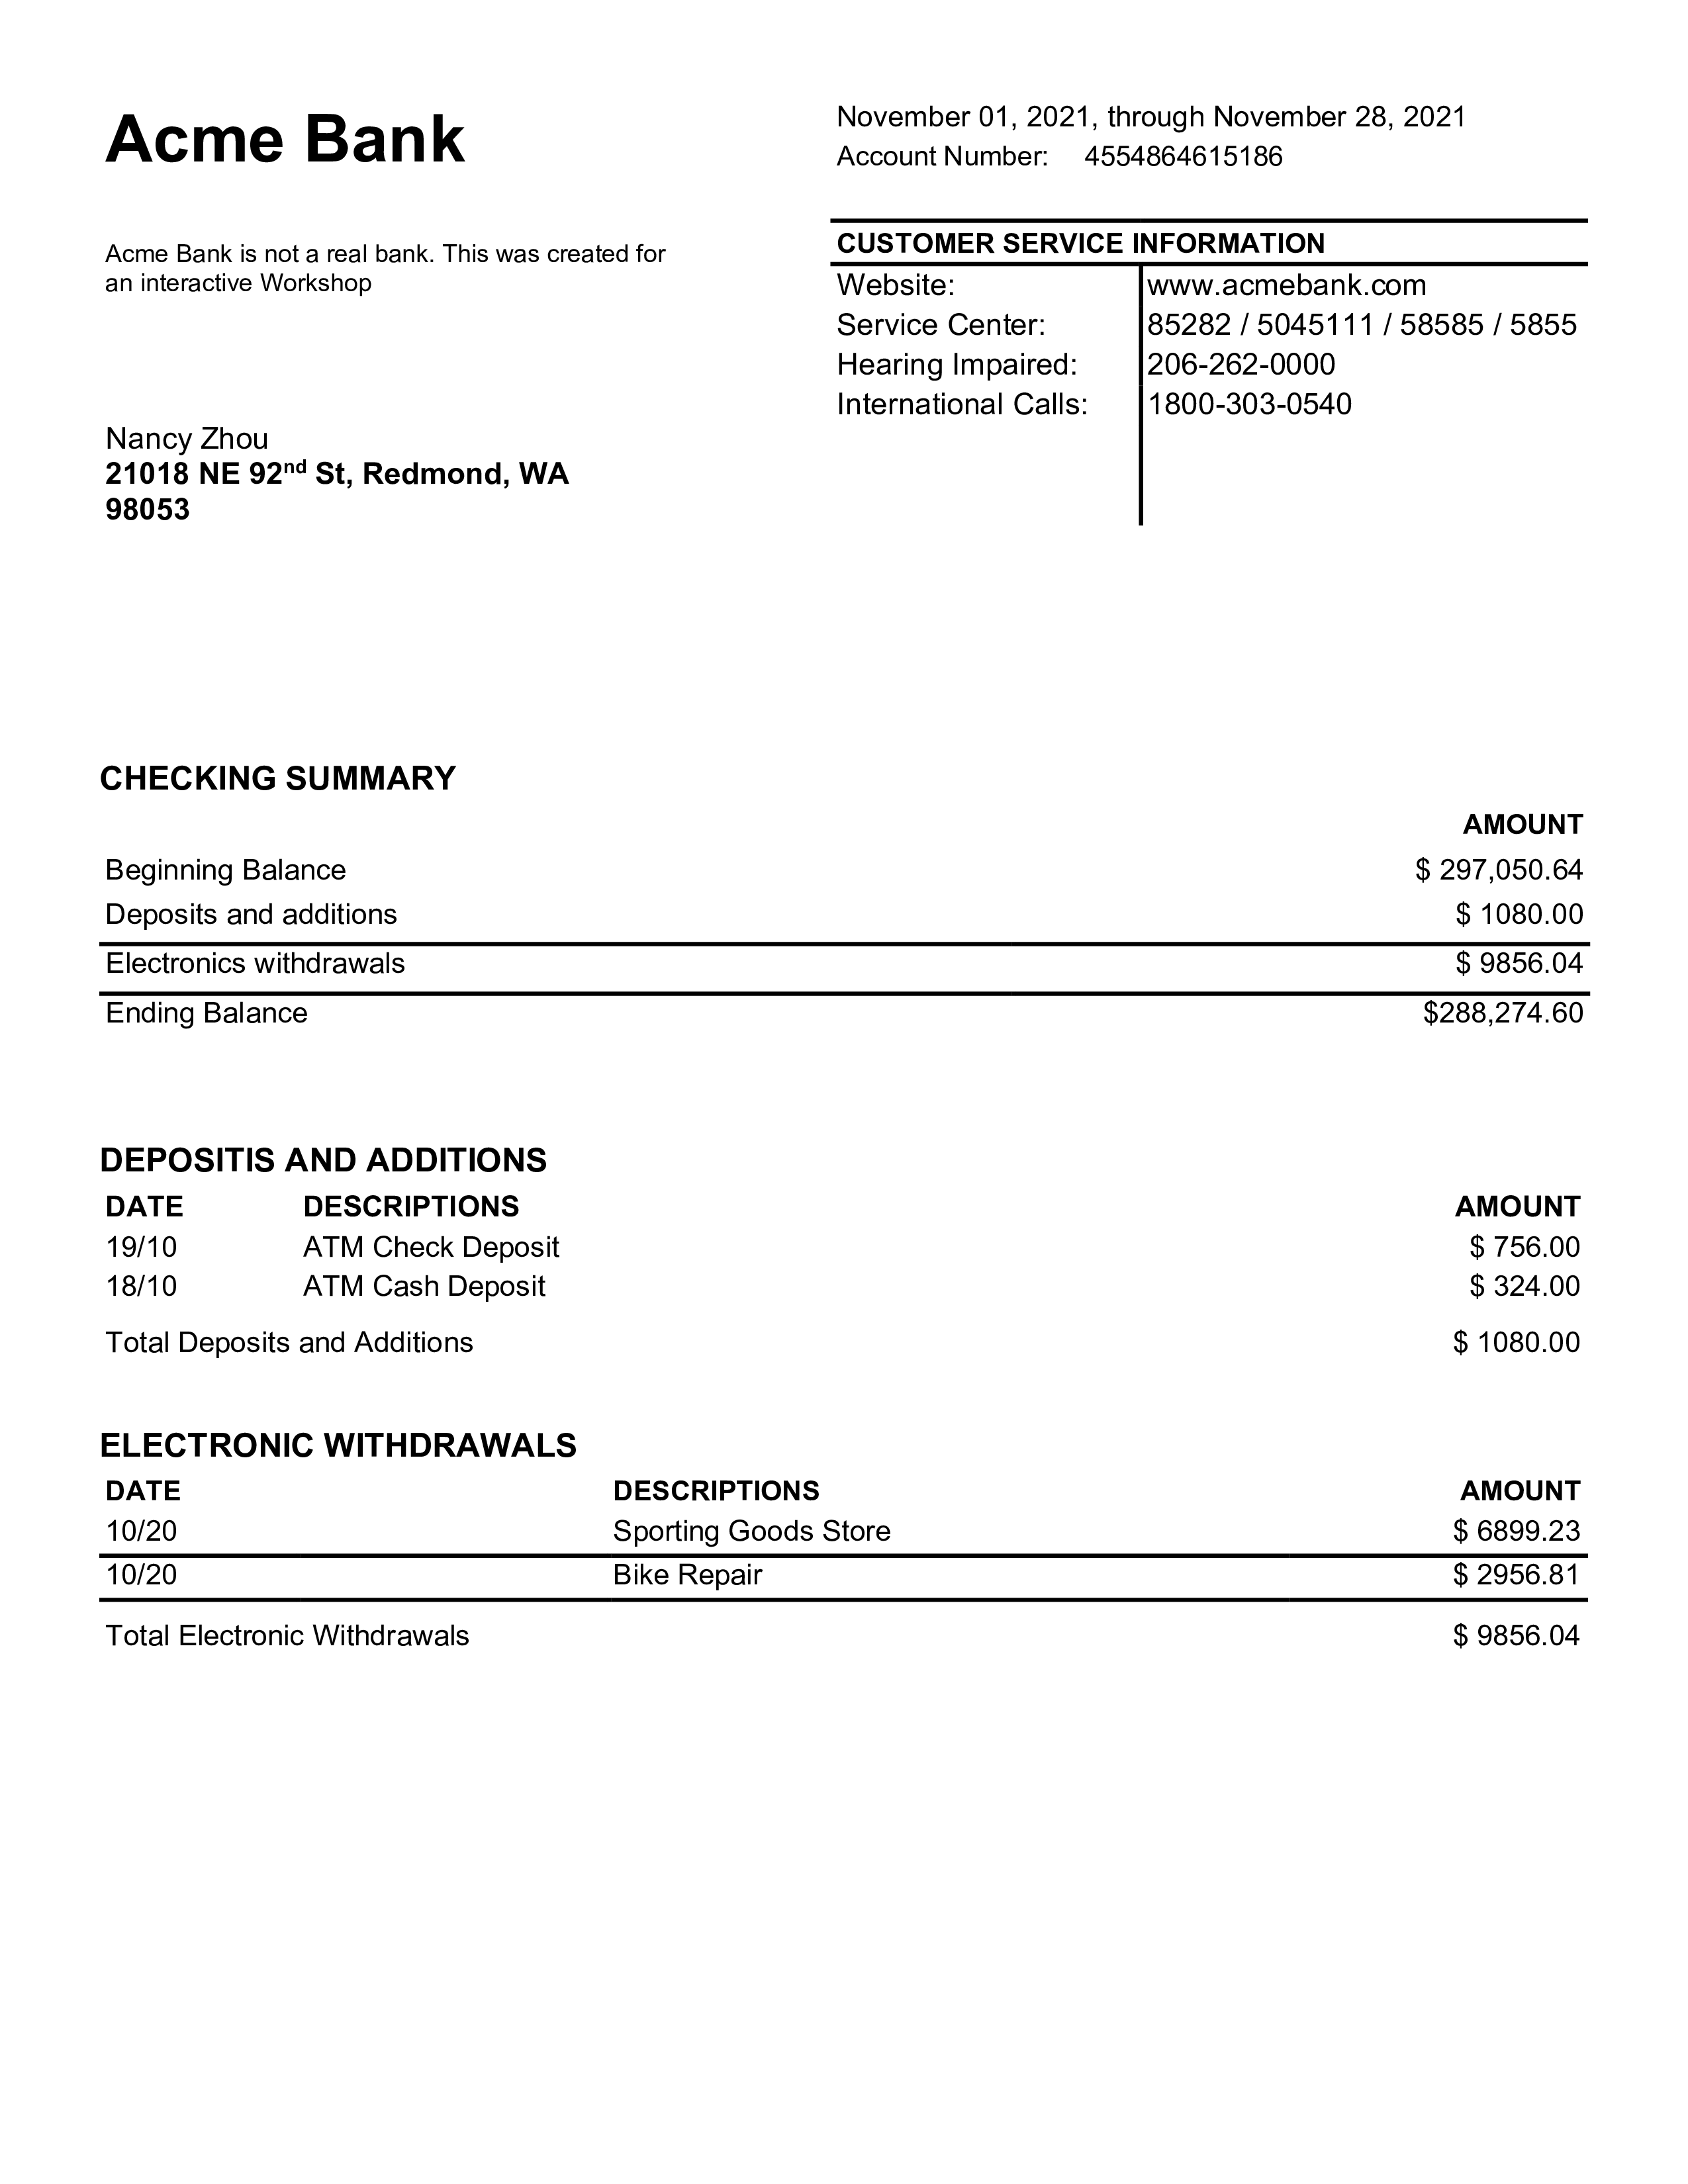 Acme Bank
November 01, 2021, through November 28, 2021
Account Number: 4554864615186
Acme Bank is not a real bank. This was created for
an interactive Workshop
CUSTOMER SERVICE INFORMATION
Website: www.acmebank.com
Service Center: 85282 / 5045111 / 58585 / 5855
Hearing Impaired: 206-262-0000
International Calls: 1800-303-0540
Nancy Zhou
21018 NE 92nd St, Redmond, WA
98053
CHECKING SUMMARY
AMOUNT
Beginning Balance $ 297,050.64
Deposits and additions $ 1080.00
Electronics withdrawals $ 9856.04
Ending Balance $288,274.60
DEPOSITIS AND ADDITIONS
DATE DESCRIPTIONS AMOUNT
19/10 ATM Check Deposit $ 756.00
18/10 ATM Cash Deposit $ 324.00
Total Deposits and Additions $ 1080.00
ELECTRONIC WITHDRAWALS
DATE DESCRIPTIONS AMOUNT
10/20 Sporting Goods Store $ 6899.23
10/20 Bike Repair $ 2956.81
Total Electronic Withdrawals $ 9856.04